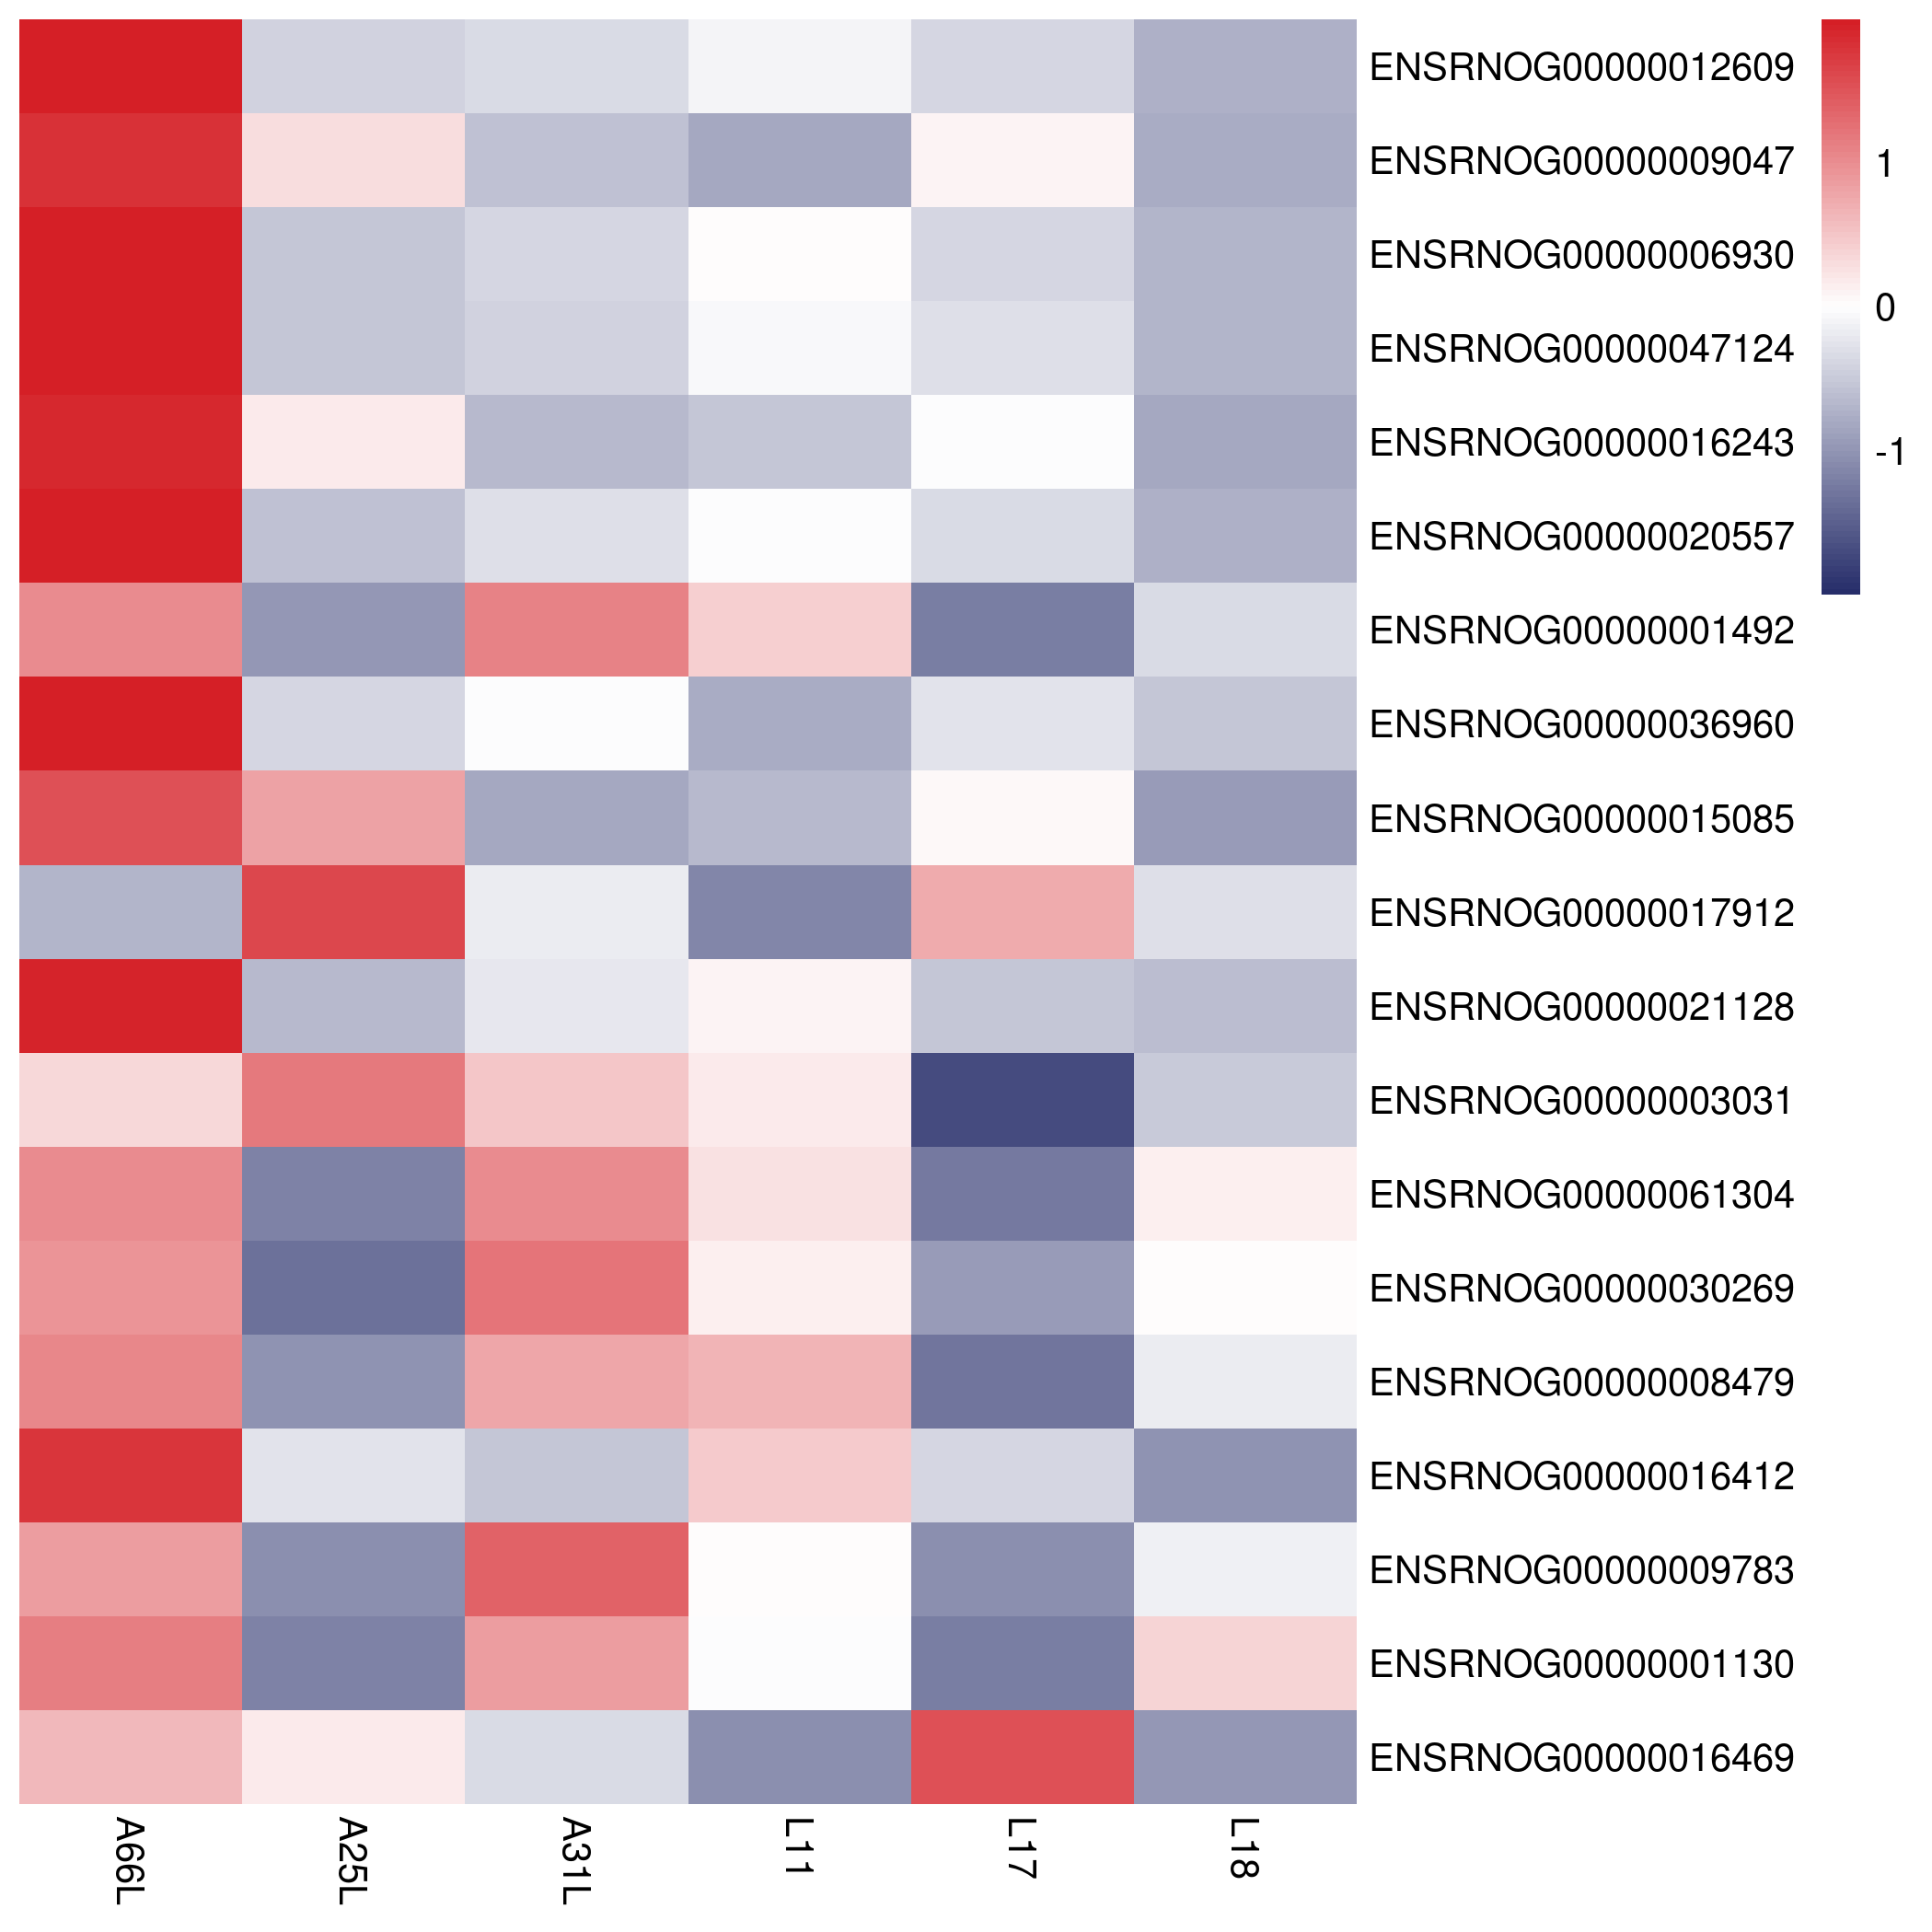 ENSRNOG00000012609
ENSRNOG00000009047
ENSRNOG00000006930
ENSRNOG00000047124
ENSRNOG00000016243
ENSRNOG00000020557
ENSRNOG00000001492
ENSRNOG00000036960
ENSRNOG00000015085
ENSRNOG00000017912
ENSRNOG00000021128
ENSRNOG00000003031
ENSRNOG00000061304
ENSRNOG00000030269
ENSRNOG00000008479
ENSRNOG00000016412
ENSRNOG00000009783
ENSRNOG00000001130
ENSRNOG00000016469
1
0
-1
A66L
A25L
A31L
L11
L17
L18